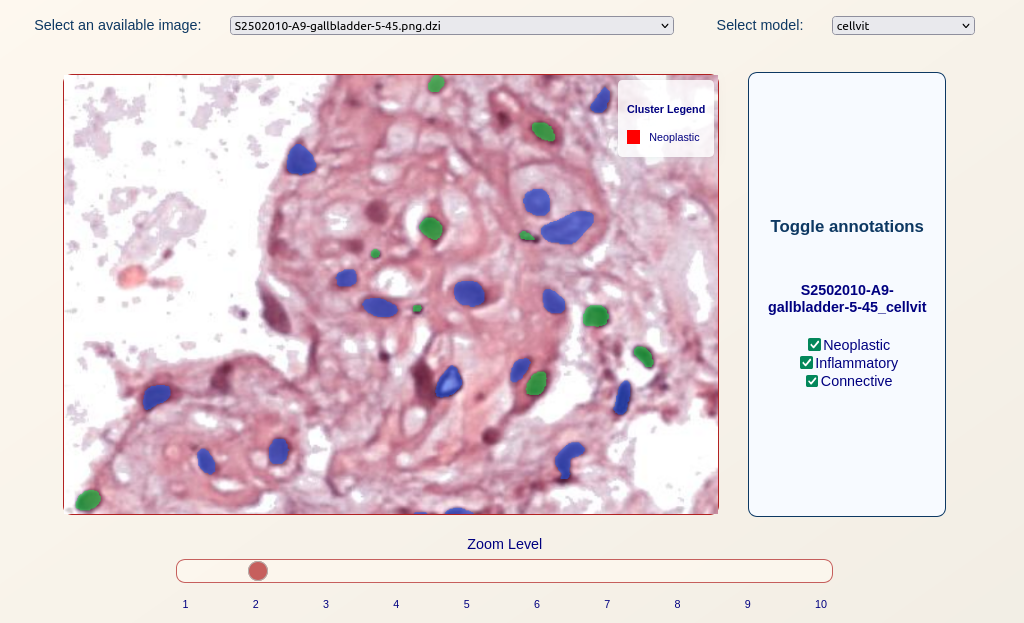 Select an available image: S2502010-A9-gallbladder-5-45.png.dzi Select model: cellvit
Cluster Legend
Neoplastic
Toggle annotations
S2502010-A9-
gallbladder-5-45_cellvit
Neoplastic
Inflammatory
Connective
Zoom Level
1 2 3 4 5 6 7 8 9 10